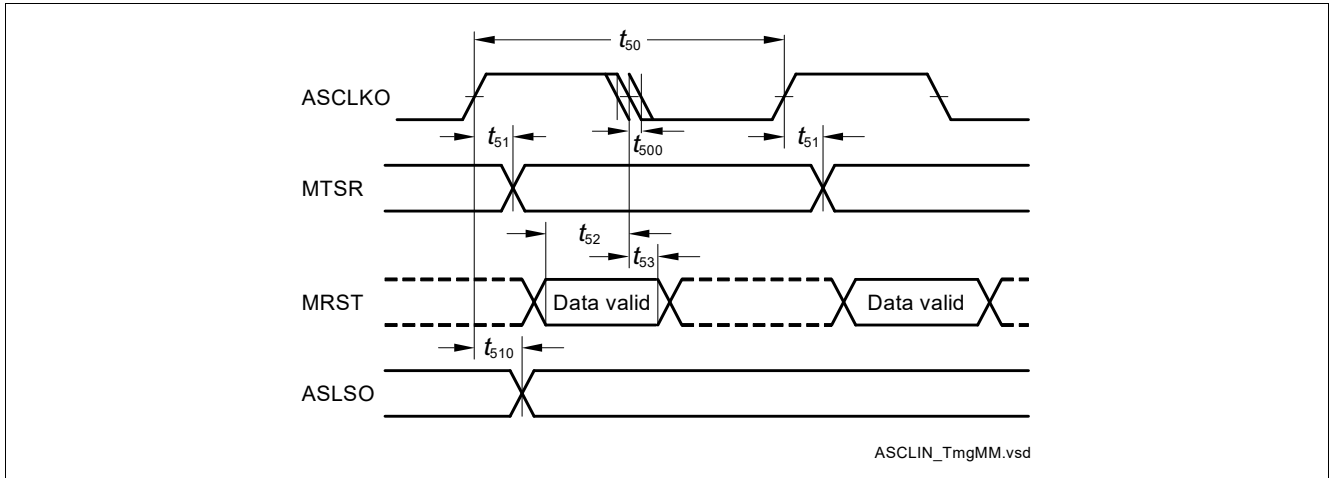 t50
ASCLKO
t51 t500 t51
MTSR
t52
t53
MRST Data valid Data valid
t510
ASLSO
ASCLIN_TmgMM.vsd